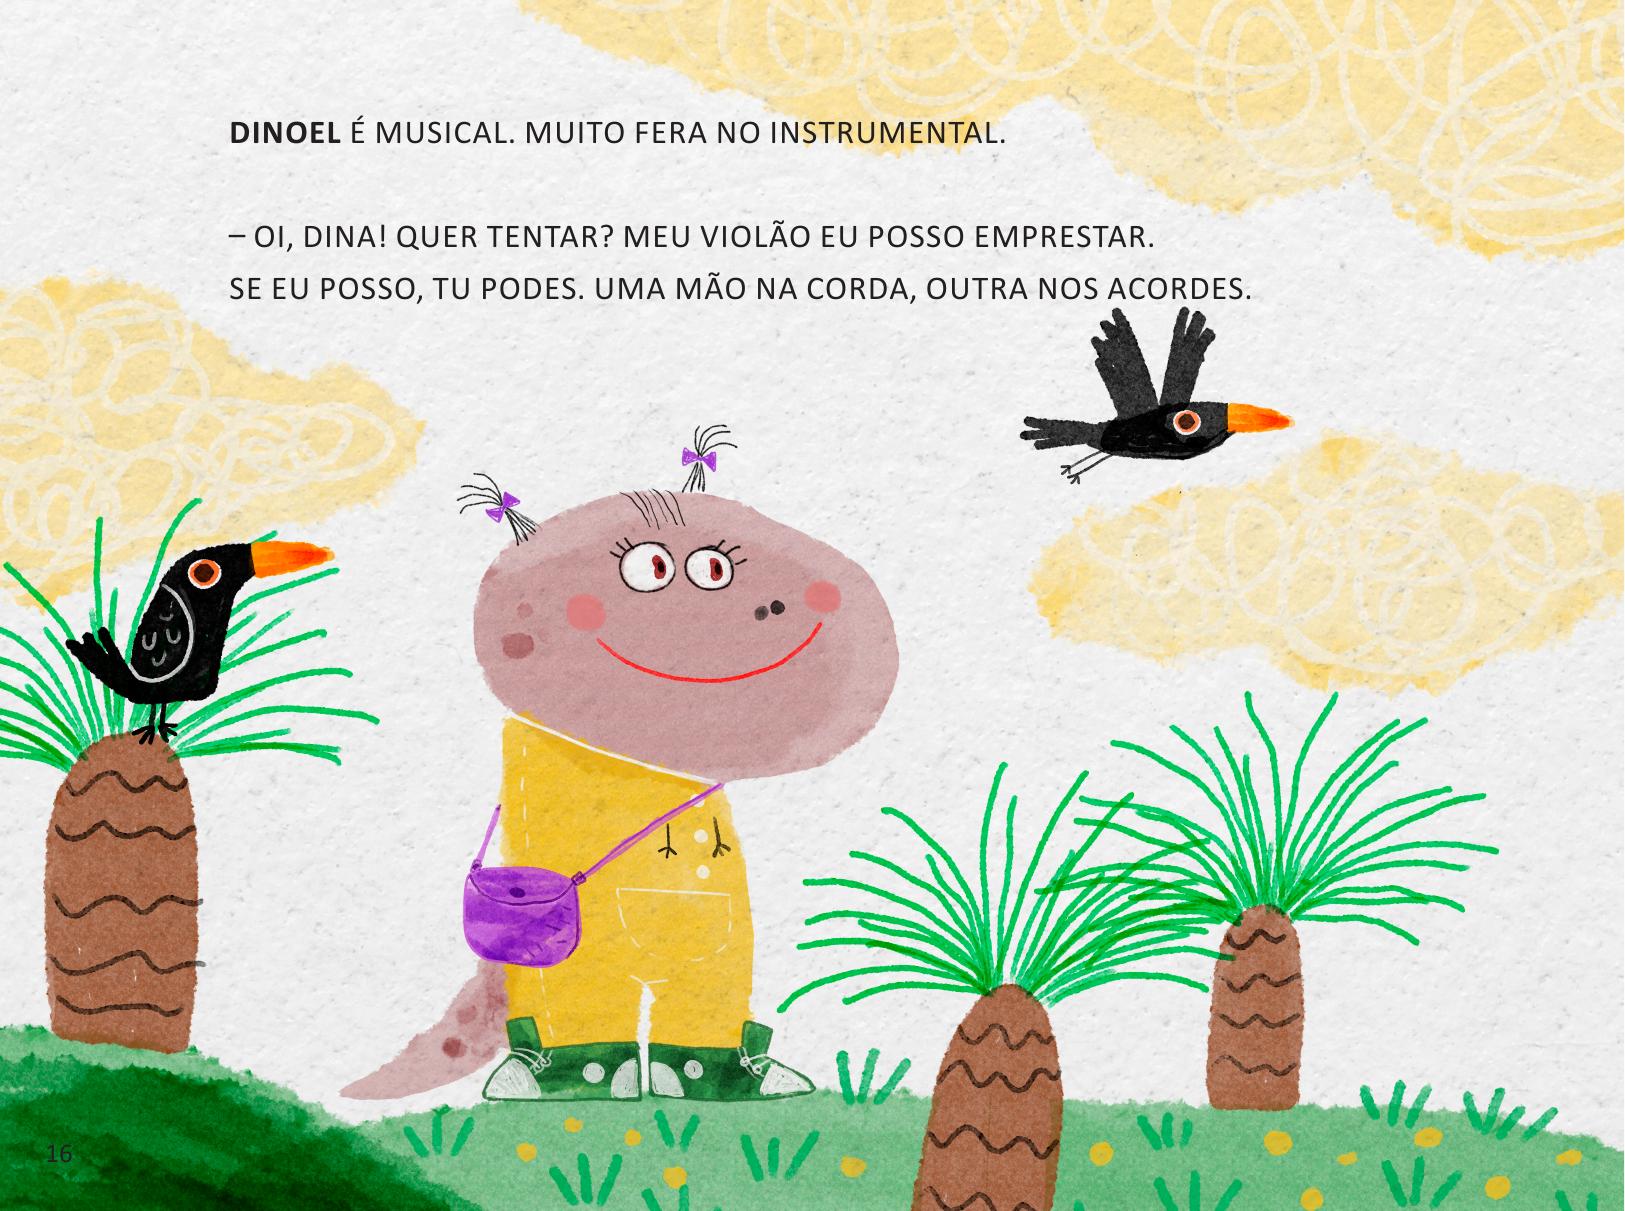 DINOEL É MUSICAL. MUITO FERA NO INSTRUMENTAL.
– OI, DINA! QUER TENTAR? MEU VIOLÃO EU POSSO EMPRESTAR.
SE EU POSSO, TU PODES. UMA MÃO NA CORDA, OUTRA NOS ACORDES.
16